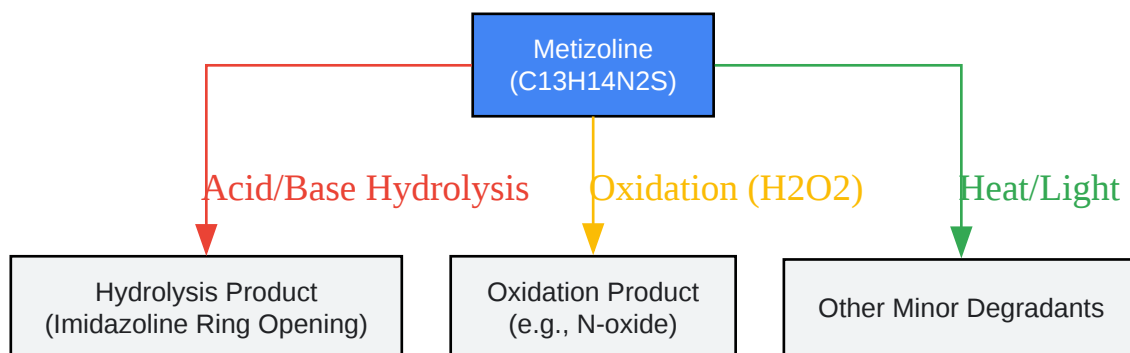 Metizoline
(C13H14N2S)
Acid/Base Hydrolysis
Oxidation (H2O2)
Heat/Light
Hydrolysis Product
(Imidazoline Ring Opening)
Oxidation Product
(e.g., N-oxide)
Other Minor Degradants